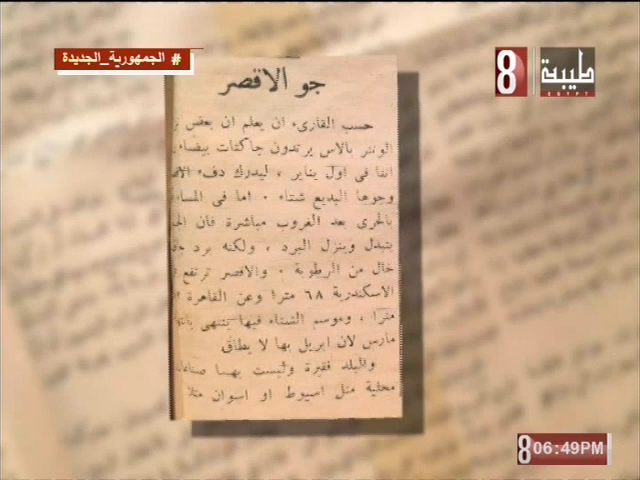 # الجمهورية_الجديدة
8 طيبة
EGYPT
جو الاقصر
حسب القارىء ان يعلم ان بعض
الونتر بالاس يرتدون جاكتات بيضاء
فى اول يناير ، ليدرك دفء
وجوها البديع شتاء . اما فى المساء
بالحرى بعد الغروب مباشرة فان
يتبدل وينزل البرد ، ولكنه برد
خال من الرطوبة . والاقصر ترتفع
الاسكندرية ٦٨ مترا وعن القاهرة
مترا ، وموسم الشتاء فيها ينتهى
مارس لان ابريل بها لا يطاق
والبلد فقيرة وليست بها
محلية مثل اسيوط او اسوان مثلا
8 06:49PM